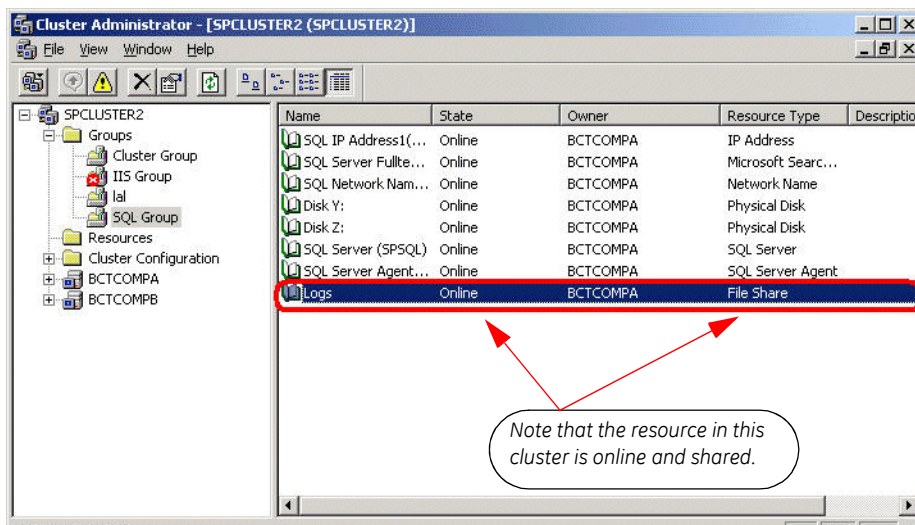 Cluster Administrator - [SPCLUSTER2 (SPCLUSTER2)]
File View Window Help
SPCLUSTER2
Groups
Cluster Group
IIS Group
lal
SQL Group
Resources
Cluster Configuration
BCTCOMPA
BCTCOMPB
Name State Owner Resource Type Descriptio
SQL IP Address1(... Online BCTCOMPA IP Address
SQL Server Fullte... Online BCTCOMPA Microsoft Searc...
SQL Network Nam... Online BCTCOMPA Network Name
Disk Y: Online BCTCOMPA Physical Disk
Disk Z: Online BCTCOMPA Physical Disk
SQL Server (SPSQL) Online BCTCOMPA SQL Server
SQL Server Agent... Online BCTCOMPA SQL Server Agent
Logs Online BCTCOMPA File Share
Note that the resource in this
cluster is online and shared.